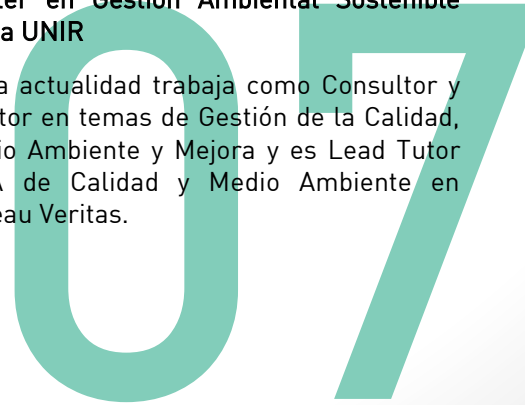 en Gestión Ambiental Sostenible
a UNIR
a actualidad trabaja como Consultor y
tor en temas de Gestión de la Calidad,
io Ambiente y Mejora y es Lead Tutor
de Calidad y Medio Ambiente en
eau Veritas.
07